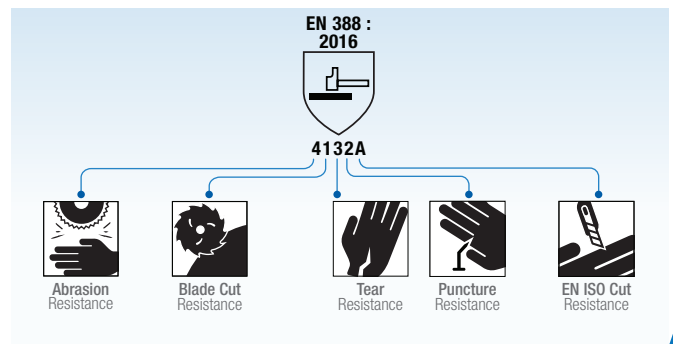 EN 388 :
2016
4132A
Abrasion
Resistance
Blade Cut
Resistance
Tear
Resistance
Puncture
Resistance
EN ISO Cut
Resistance